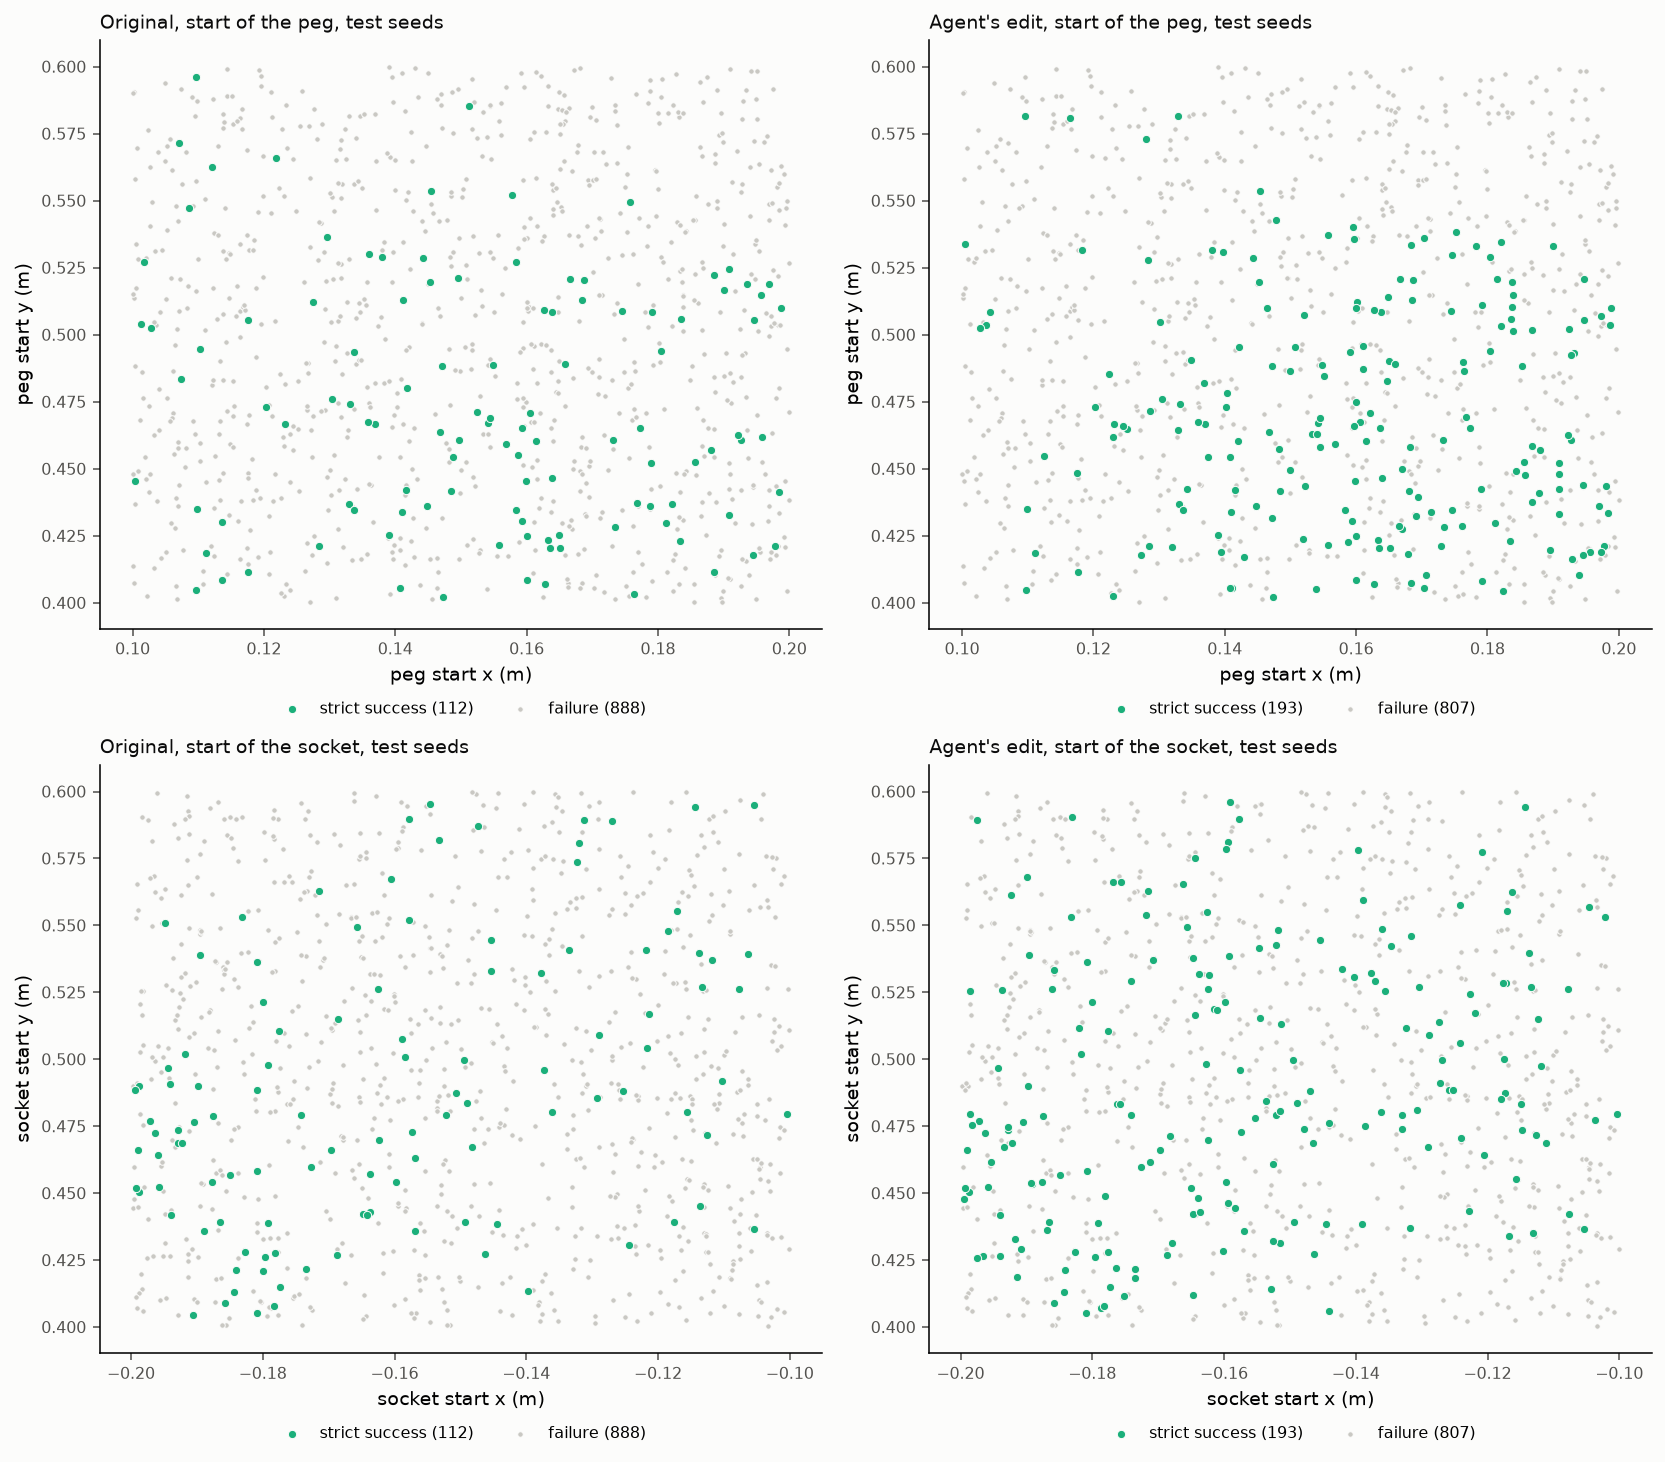 Original, start of the peg, test seeds
0.600
0.575
0.550
0.525
0.500
0.475
0.450
0.425
0.400
peg start y (m)
0.10 0.12 0.14 0.16 0.18 0.20
peg start x (m)
strict success (112) failure (888)
Agent's edit, start of the peg, test seeds
0.600
0.575
0.550
0.525
0.500
0.475
0.450
0.425
0.400
peg start y (m)
0.10 0.12 0.14 0.16 0.18 0.20
peg start x (m)
strict success (193) failure (807)
Original, start of the socket, test seeds
0.600
0.575
0.550
0.525
0.500
0.475
0.450
0.425
0.400
socket start y (m)
−0.20 −0.18 −0.16 −0.14 −0.12 −0.10
socket start x (m)
strict success (112) failure (888)
Agent's edit, start of the socket, test seeds
0.600
0.575
0.550
0.525
0.500
0.475
0.450
0.425
0.400
socket start y (m)
−0.20 −0.18 −0.16 −0.14 −0.12 −0.10
socket start x (m)
strict success (193) failure (807)